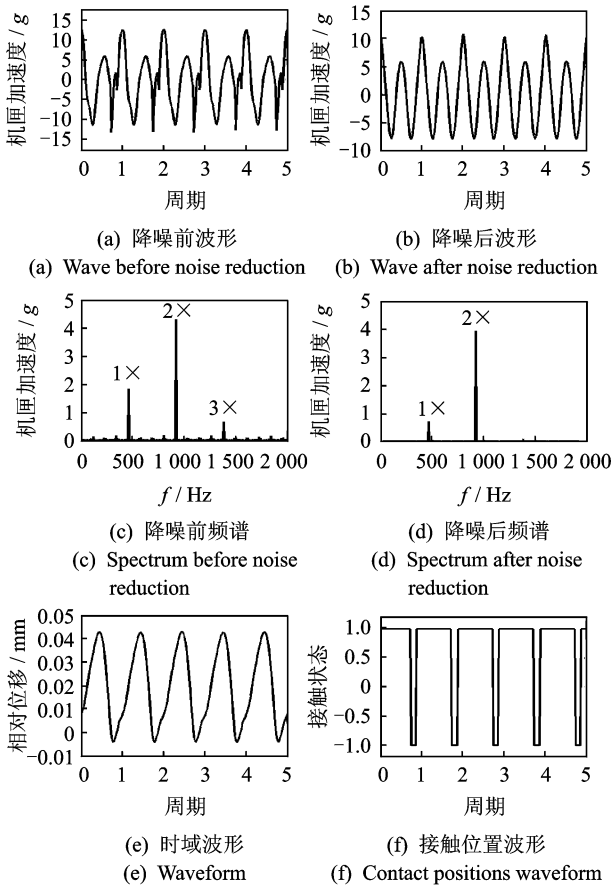 机匣加速度 / g
15
10
5
0
−5
−10
−15
0 1 2 3 4 5
周期
(a) 降噪前波形
(a) Wave before noise reduction
机匣加速度 / g
15
10
5
0
−5
−10
0 1 2 3 4 5
周期
(b) 降噪后波形
(b) Wave after noise reduction
机匣加速度 / g
5
4
3
2
1
0
1×
2×
3×
0 500 1 000 1 500 2 000
f / Hz
(c) 降噪前频谱
(c) Spectrum before noise
reduction
机匣加速度 / g
5
4
3
2
1
0
1×
2×
0 500 1 000 1 500 2 000
f / Hz
(d) 降噪后频谱
(d) Spectrum after noise
reduction
相对位移 / mm
0.05
0.04
0.03
0.02
0.01
0
−0.01
0 1 2 3 4 5
周期
(e) 时域波形
(e) Waveform
接触状态
1.0
0.5
0
−0.5
−1.0
0 1 2 3 4 5
周期
(f) 接触位置波形
(f) Contact positions waveform